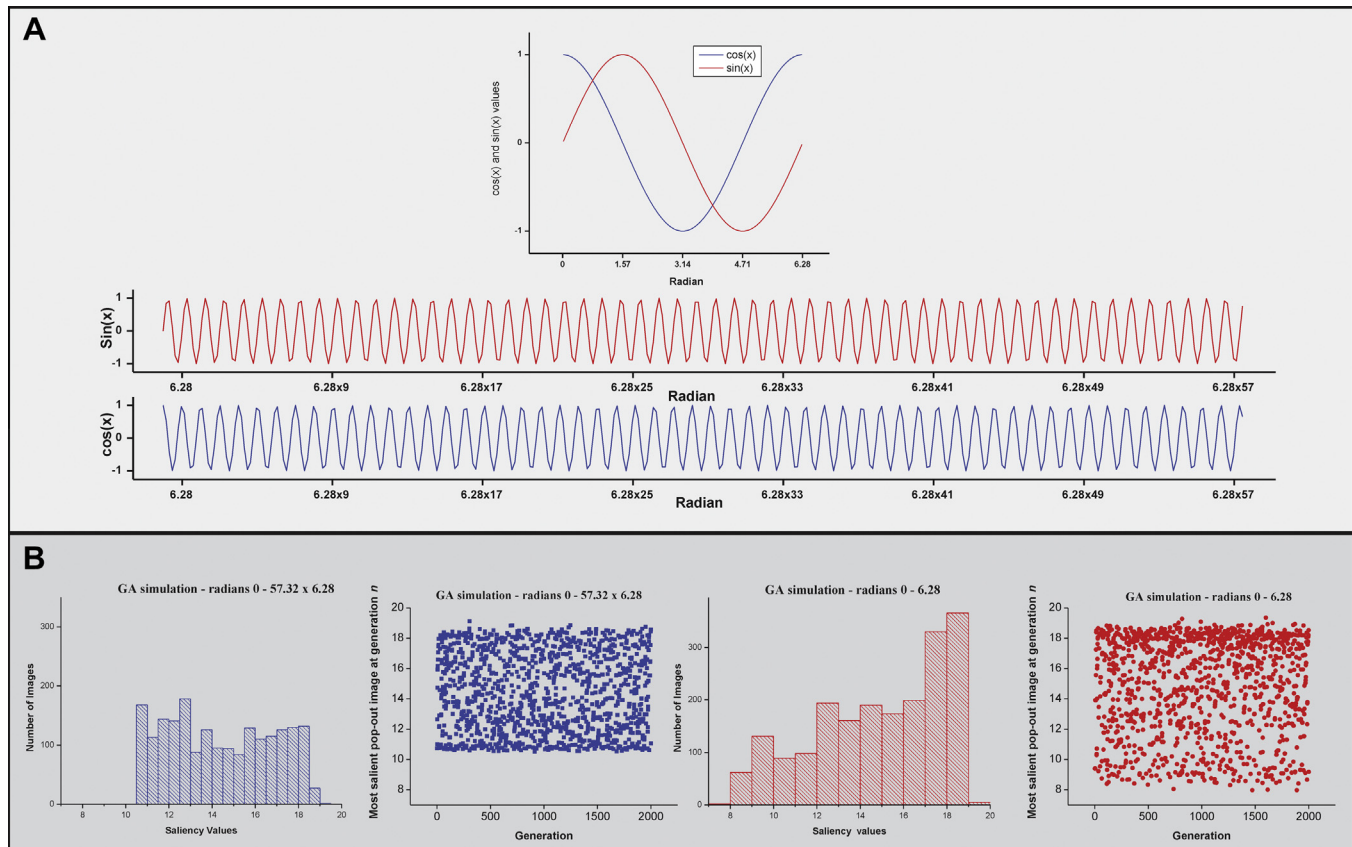 A
cos(x)
sin(x)
cos(x) and sin(x) values
1
0
-1
0 1.57 3.14 4.71 6.28
Radian
Sin(x)
1
0
-1
6.28 6.28x9 6.28x17 6.28x25 6.28x33 6.28x41 6.28x49 6.28x57
Radian
cos(x)
1
0
-1
6.28 6.28x9 6.28x17 6.28x25 6.28x33 6.28x41 6.28x49 6.28x57
Radian
B
GA simulation - radians 0 - 57.32 x 6.28
Number of Images
300
200
100
0
8 10 12 14 16 18 20
Saliency Values
GA simulation - radians 0 - 57.32 x 6.28
Most salient pop-out image at generation n
20
18
16
14
12
10
8
0 500 1000 1500 2000
Generation
GA simulation - radians 0 - 6.28
Number of Images
300
200
100
0
8 10 12 14 16 18 20
Saliency values
GA simulation - radians 0 - 6.28
Most salient pop-out image at generation n
20
18
16
14
12
10
8
0 500 1000 1500 2000
Generation